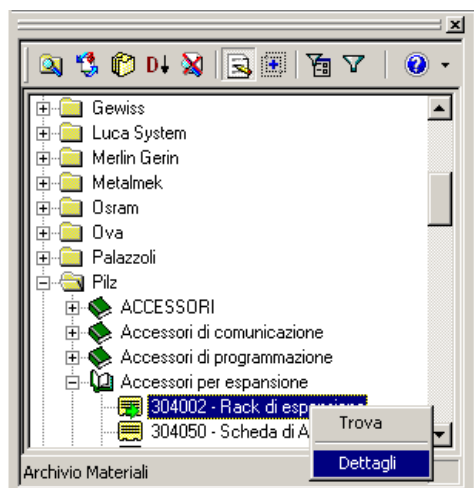 D
Gewiss
Luca System
Merlin Gerin
Metalmek
Osram
Ova
Palazzoli
Pilz
ACCESSORI
Accessori di comunicazione
Accessori di programmazione
Accessori per espansione
304002 - Rack di espansione
304050 - Scheda di A
Trova
Dettagli
Archivio Materiali